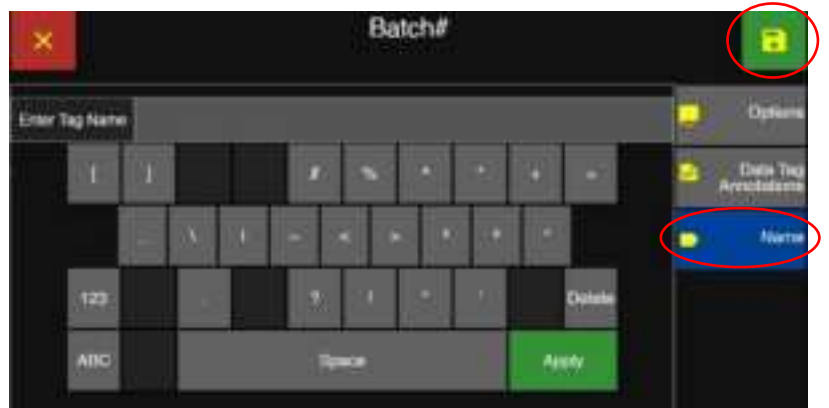 Batch#
Enter Tag Name
Options
Data Tag
Annotations
Name
[ ] # %
+ =
\
< >
123 ? ! Delete
ABC Space Apply